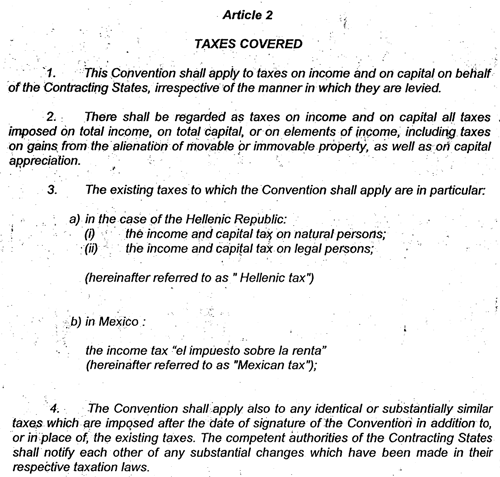 Article 2
TAXES COVERED
1. This Convention shall apply to taxes on income and on capital on behalf
of the Contracting States, irrespective of the manner in which they are levied.
2. There shall be regarded as taxes on income and on capital all taxes
imposed on total income, on total capital, or on elements of income, including taxes
on gains from the alienation of movable or immovable property, as well as on capital
appreciation.
3. The existing taxes to which the Convention shall apply are in particular:
a) in the case of the Hellenic Republic:
(i) the income and capital tax on natural persons;
(ii) the income and capital tax on legal persons;
(hereinafter referred to as " Hellenic tax")
b) in Mexico :
the income tax "el impuesto sobre la renta"
(hereinafter referred to as "Mexican tax");
4. The Convention shall apply also to any identical or substantially similar
taxes which are imposed after the date of signature of the Convention in addition to,
or in place of, the existing taxes. The competent authorities of the Contracting States
shall notify each other of any substantial changes which have been made in their
respective taxation laws.